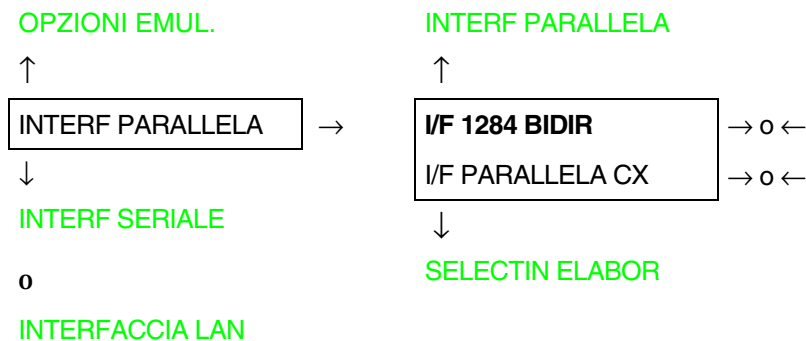 OPZIONI EMUL.
↑
INTERF PARALLELA →
↓
INTERF SERIALE
o
INTERFACCIA LAN
INTERF PARALLELA
↑
I/F 1284 BIDIR → o ←
I/F PARALLELA CX → o ←
↓
SELECTIN ELABOR